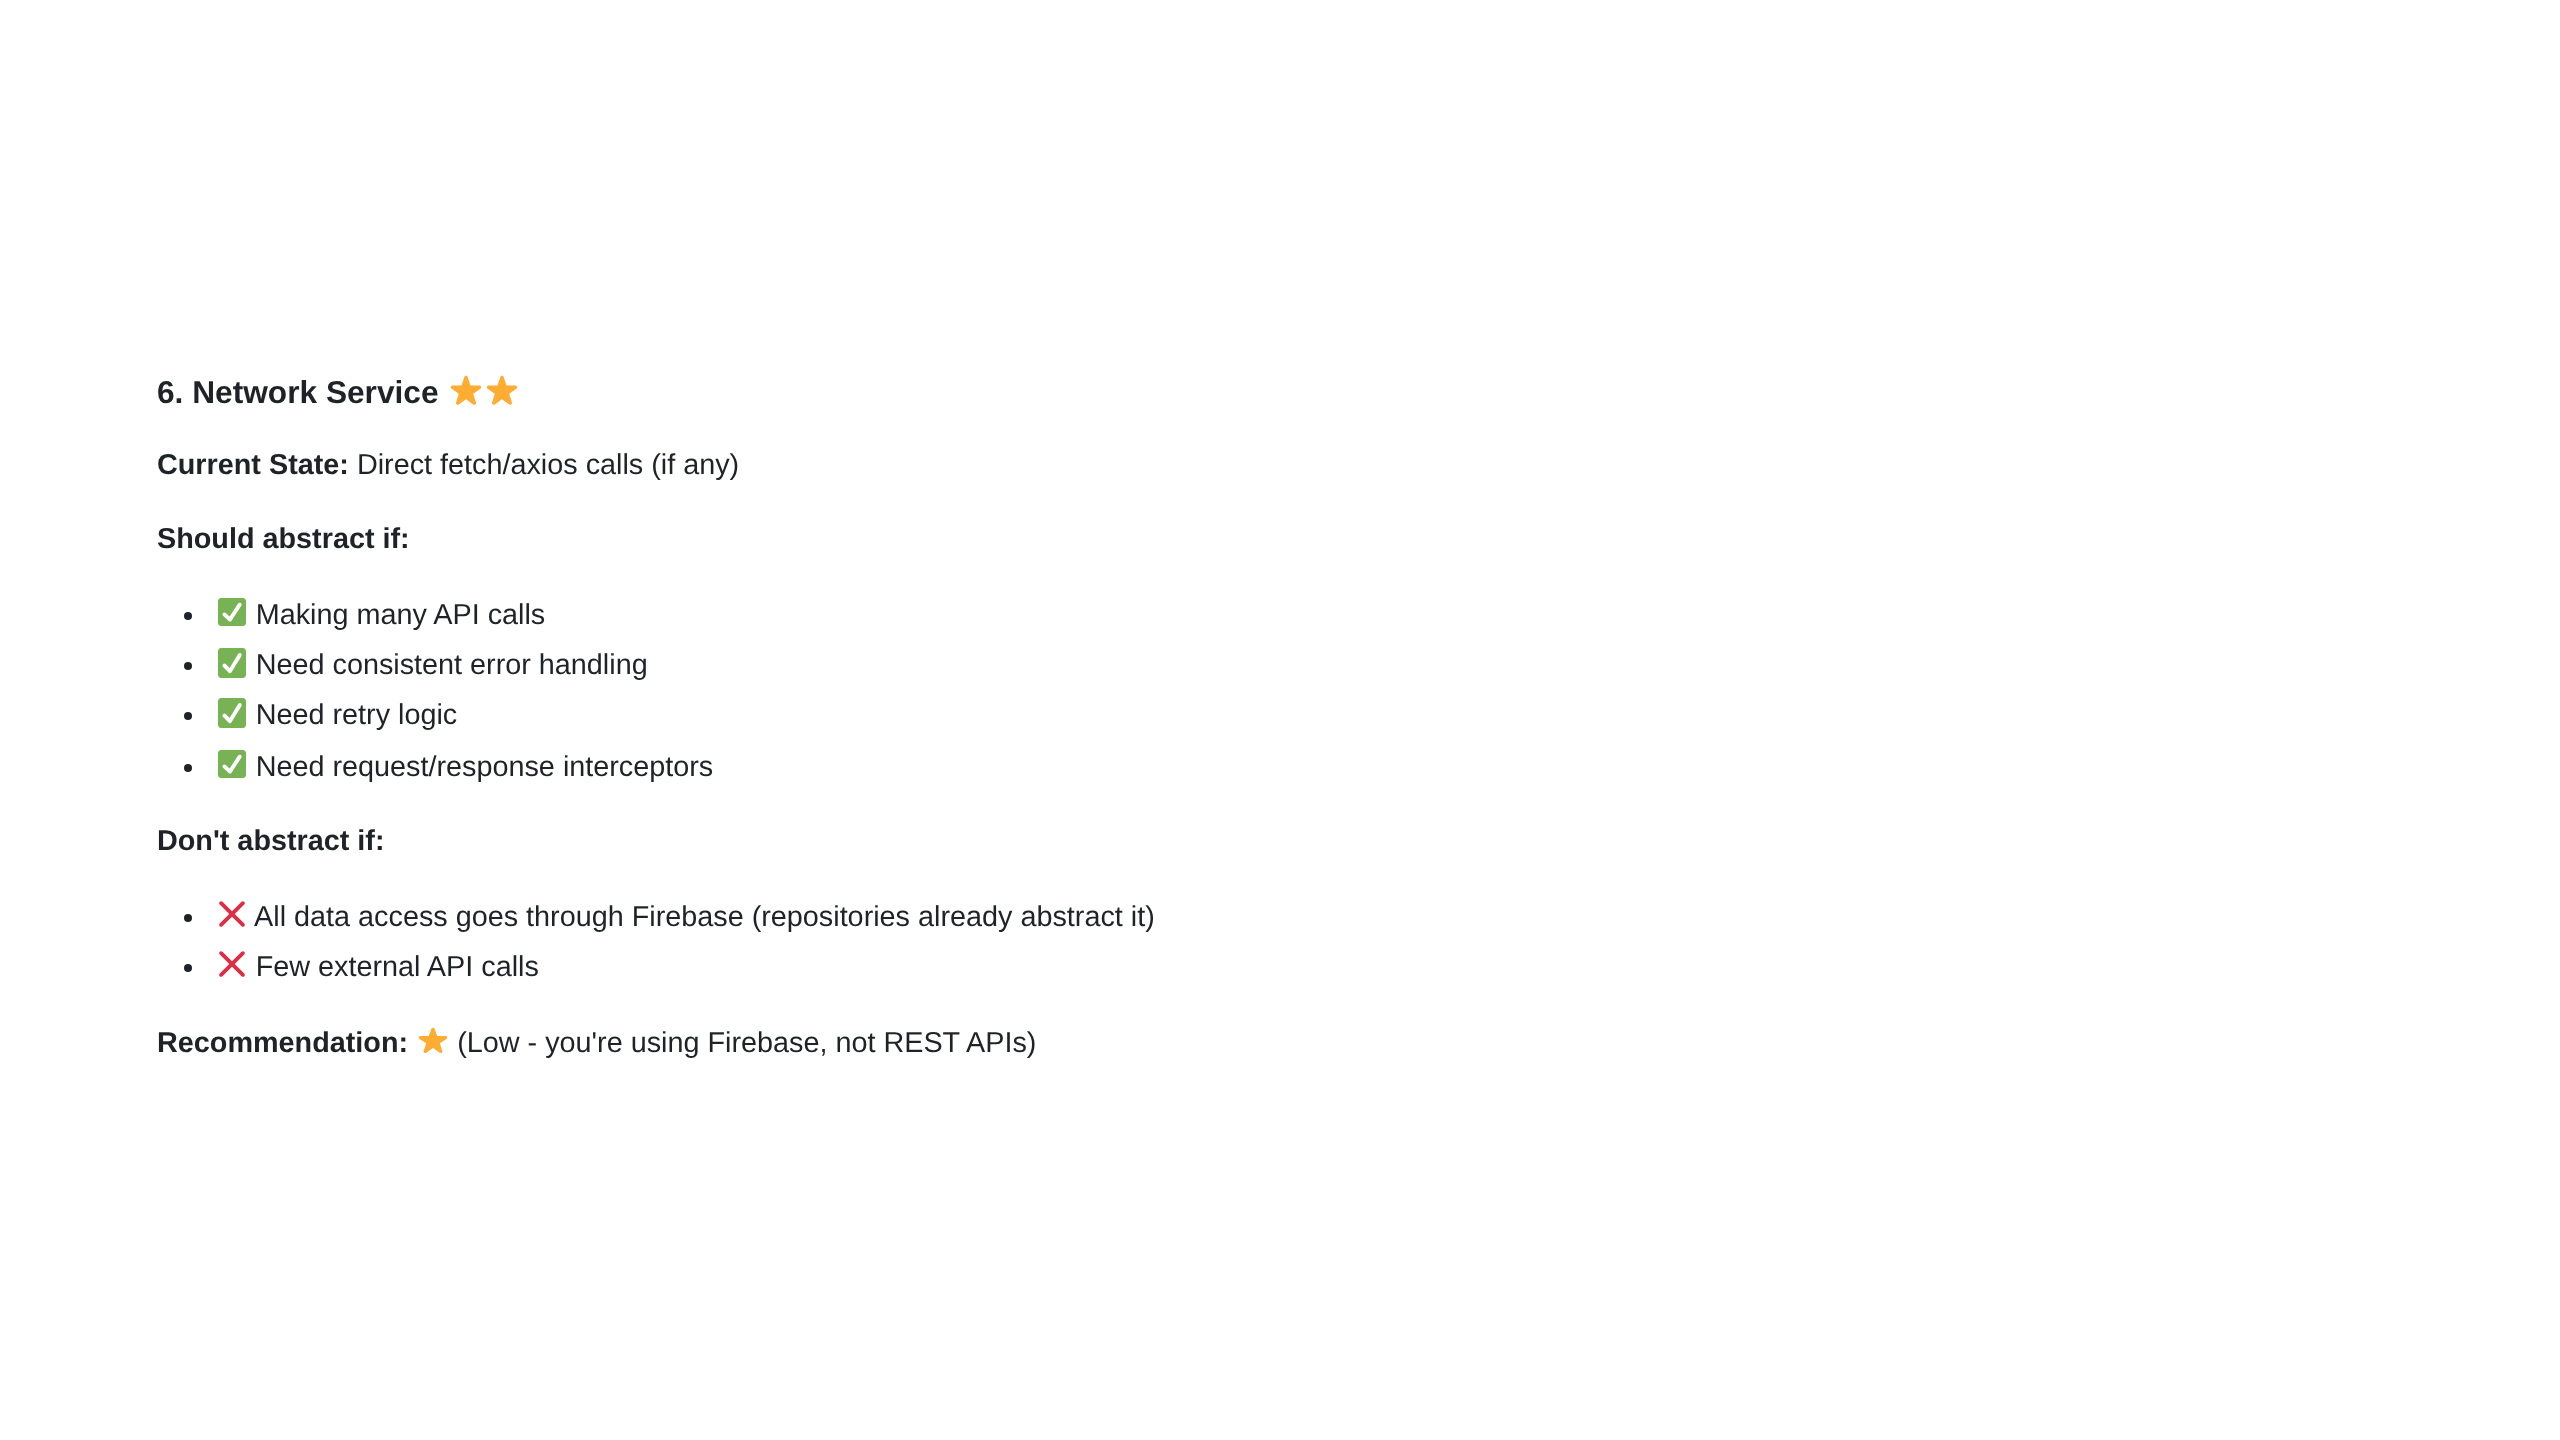 6. Network Service ⭐⭐
Current State: Direct fetch/axios calls (if any)
Should abstract if:
• ✅ Making many API calls
• ✅ Need consistent error handling
• ✅ Need retry logic
• ✅ Need request/response interceptors
Don't abstract if:
• ❌ All data access goes through Firebase (repositories already abstract it)
• ❌ Few external API calls
Recommendation: ⭐ (Low - you're using Firebase, not REST APIs)